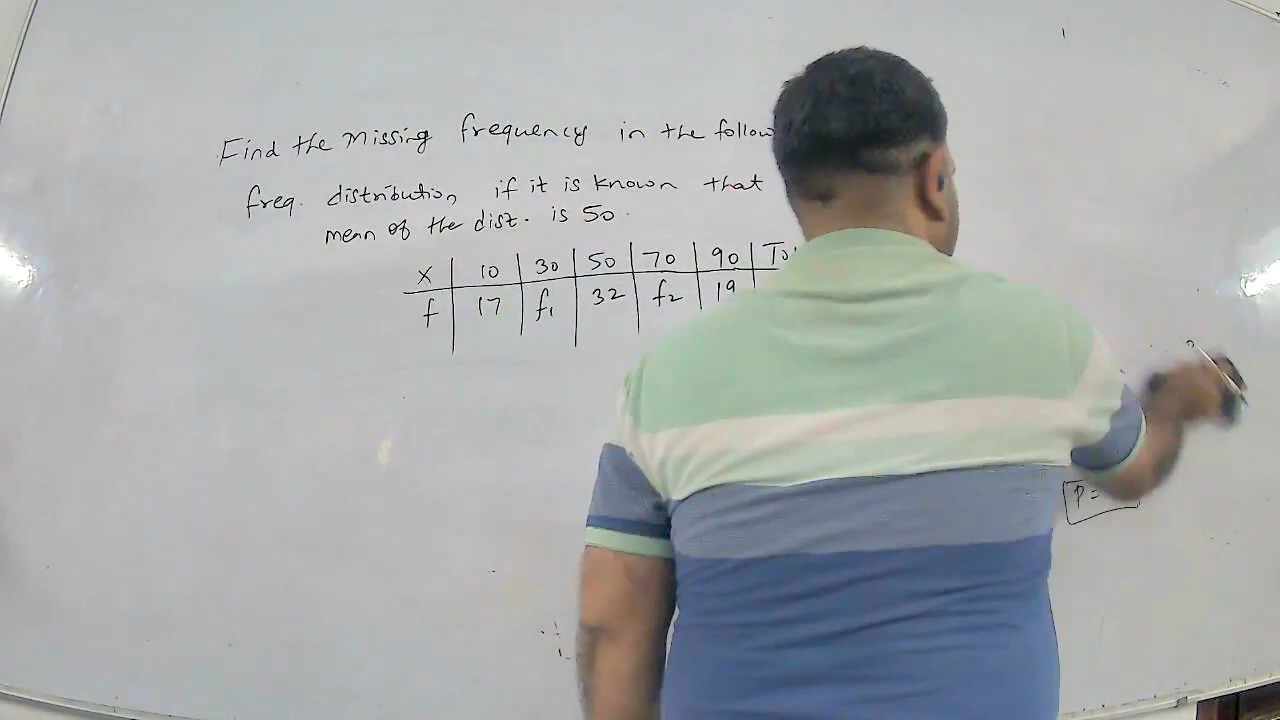 Find the Missing frequency in the follow
freq. distribution if it is known that
mean of the dist. is 50.
X 10 30 50 70 90 To
f 17 f1 32 f2 19
P =